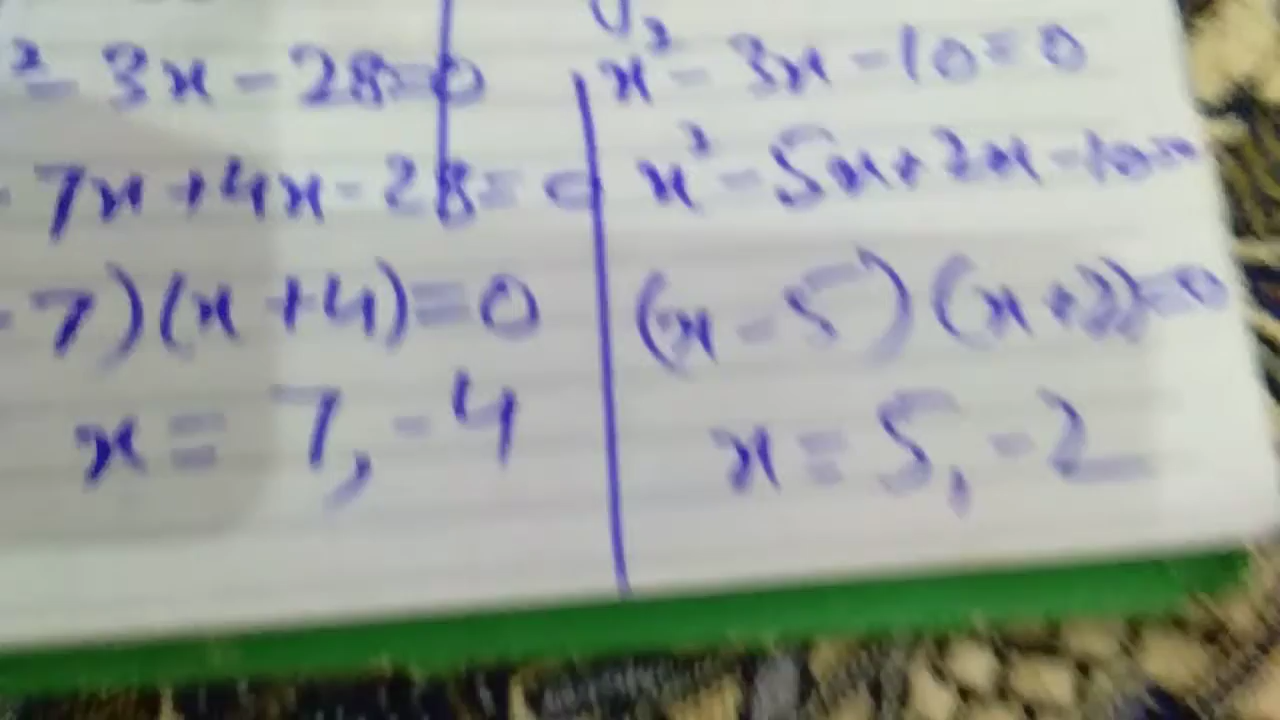 ² - 3x - 28 = 0
- 7x + 4x - 28 = 0
- 7)(x + 4) = 0
x = 7, -4
x² - 3x - 10 = 0
x² - 5x + 2x - 10 =
(x - 5)(x + 2) = 0
x = 5, -2